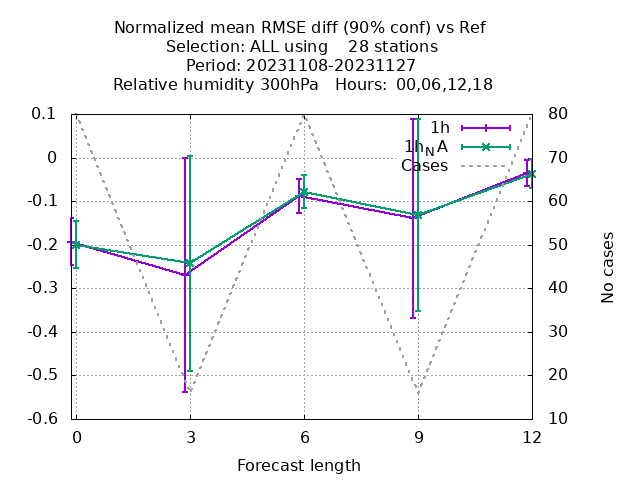 Normalized mean RMSE diff (90% conf) vs Ref
Selection: ALL using    28 stations
Period: 20231108-20231127
Relative humidity 300hPa   Hours: 00,06,12,18
0.1
0
-0.1
-0.2
-0.3
-0.4
-0.5
-0.6
80
70
60
50
40
30
20
10
1h
1h_N A
Cases
0 3 6 9 12
Forecast length
No cases